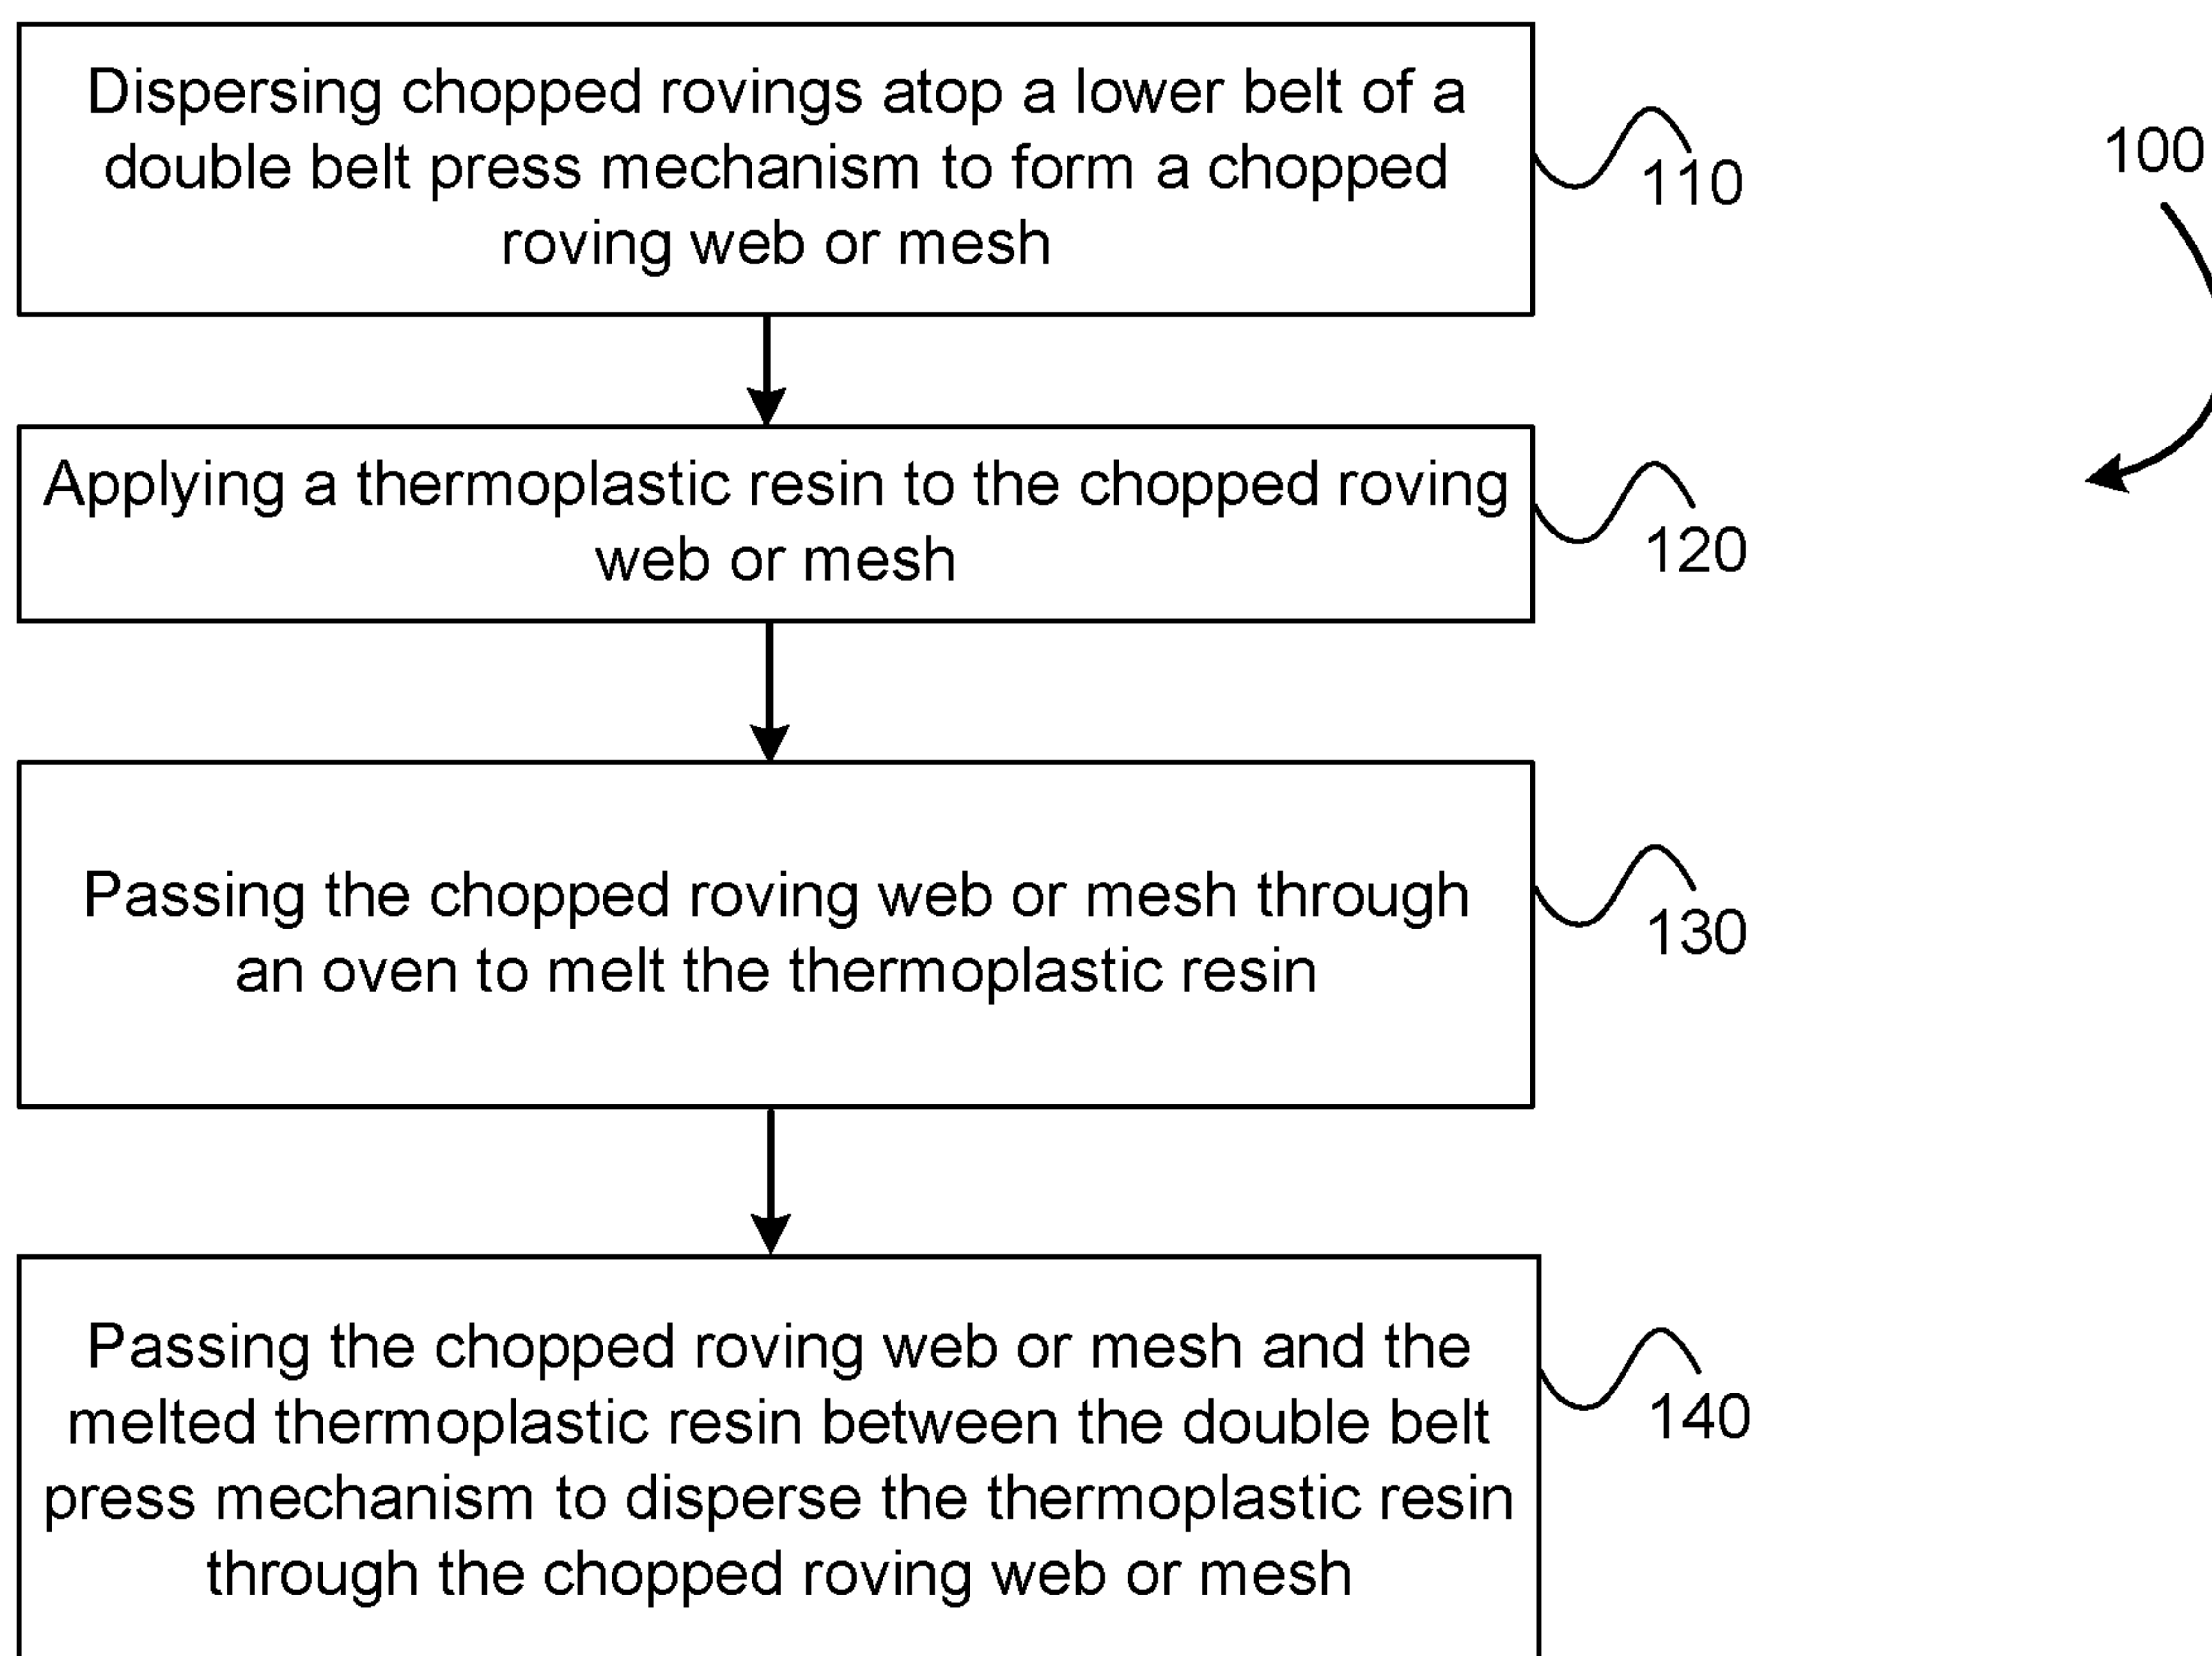 Dispersing chopped rovings atop a lower belt of a
double belt press mechanism to form a chopped
roving web or mesh
110
100
Applying a thermoplastic resin to the chopped roving
web or mesh
120
Passing the chopped roving web or mesh through
an oven to melt the thermoplastic resin
130
Passing the chopped roving web or mesh and the
melted thermoplastic resin between the double belt
press mechanism to disperse the thermoplastic resin
through the chopped roving web or mesh
140